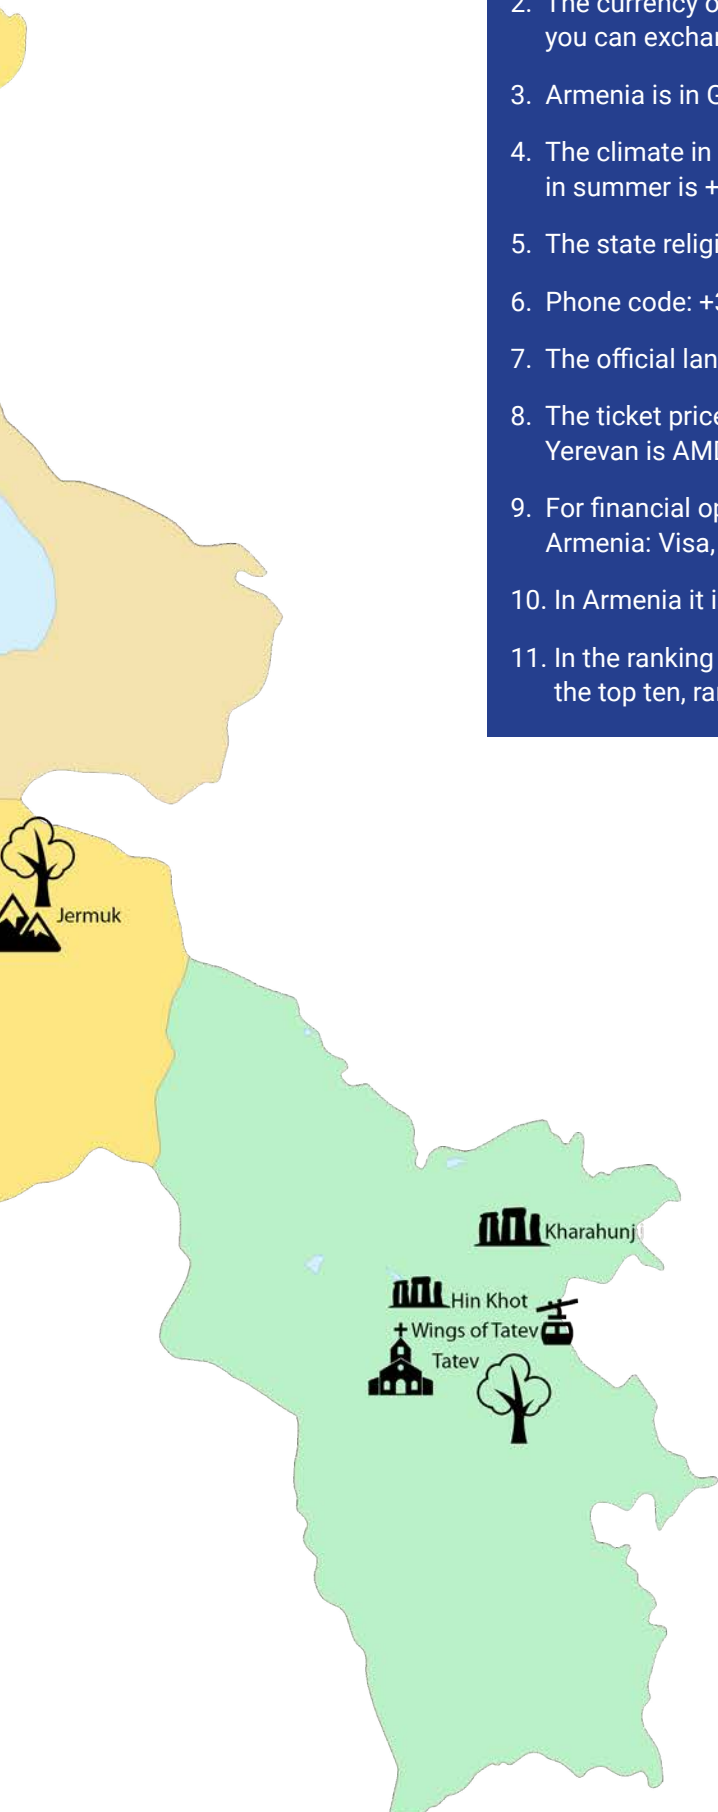 2. The currency o
you can exchan
3. Armenia is in G
4. The climate in
in summer is +
5. The state religi
6. Phone code: +3
7. The official lan
8. The ticket price
Yerevan is AMD
9. For financial op
Armenia: Visa,
10. In Armenia it i
11. In the ranking
the top ten, ran
Jermuk
Kharahunj
Hin Khot
Wings of Tatev
Tatev